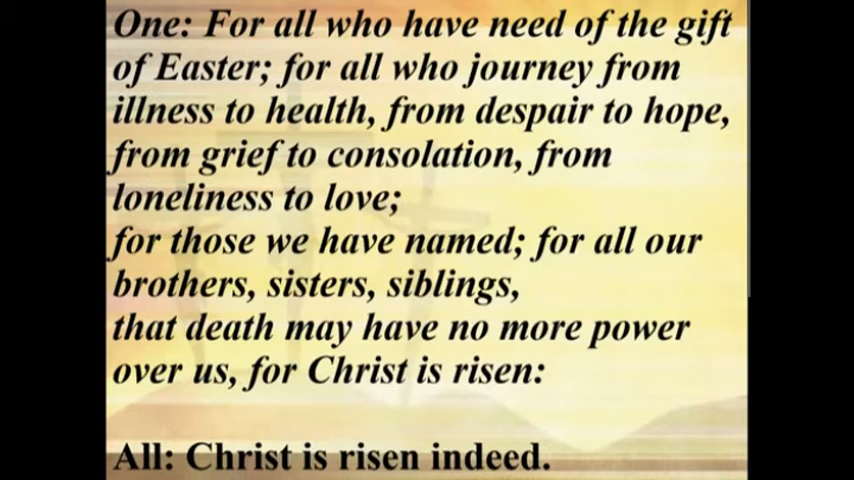 One: For all who have need of the gift
of Easter; for all who journey from
illness to health, from despair to hope,
from grief to consolation, from
loneliness to love;
for those we have named; for all our
brothers, sisters, siblings,
that death may have no more power
over us, for Christ is risen:
All: Christ is risen indeed.